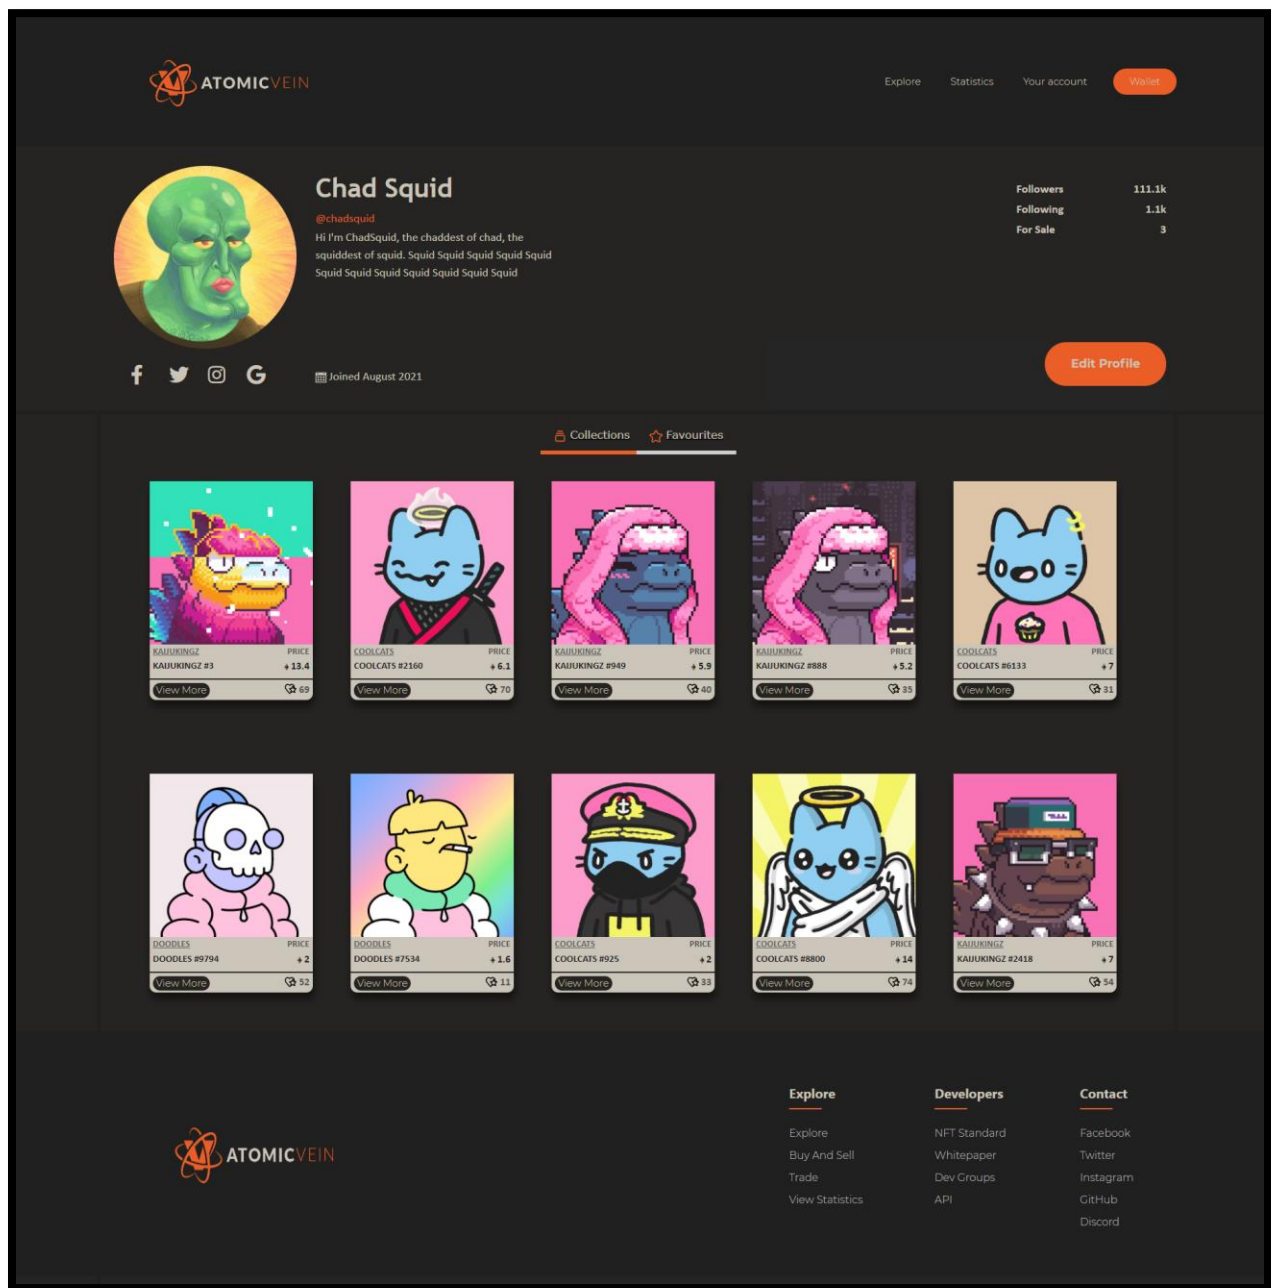 ATOMICVEIN
Explore Statistics Your account Wallet
Chad Squid
@chadsquid
Hi I'm ChadSquid, the chaddest of chad, the
squiddest of squid. Squid Squid Squid Squid Squid
Squid Squid Squid Squid Squid Squid Squid
Followers 111.1k
Following 1.1k
For Sale 3
Joined August 2021
Edit Profile
Collections Favourites
KAIJUKINGZ PRICE
KAIJUKINGZ #3 13.4
View More 69
COOLCATS PRICE
COOLCATS #2160 6.1
View More 70
KAIJUKINGZ PRICE
KAIJUKINGZ #949 5.9
View More 40
KAIJUKINGZ PRICE
KAIJUKINGZ #888 5.2
View More 35
COOLCATS PRICE
COOLCATS #6133 7
View More 31
DOODLES PRICE
DOODLES #9794 2
View More 52
DOODLES PRICE
DOODLES #7534 1.6
View More 11
COOLCATS PRICE
COOLCATS #925 2
View More 33
COOLCATS PRICE
COOLCATS #8800 14
View More 74
KAIJUKINGZ PRICE
KAIJUKINGZ #2418 7
View More 54
ATOMICVEIN
Explore
Explore
Buy And Sell
Trade
View Statistics
Developers
NFT Standard
Whitepaper
Dev Groups
API
Contact
Facebook
Twitter
Instagram
GitHub
Discord